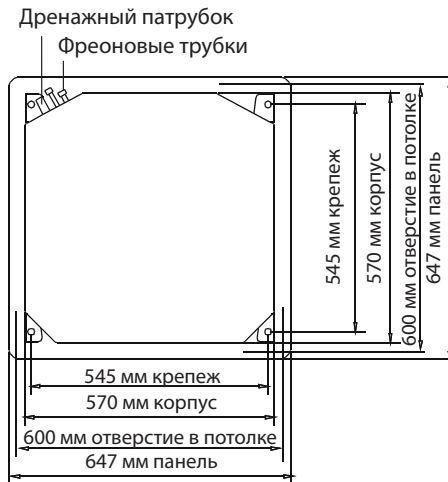 Дренажный патрубок
Фреоновые трубки
545 мм крепеж
570 мм корпус
600 мм отверстие в потолке
647 мм панель
545 мм крепеж
570 мм корпус
600 мм отверстие в потолке
647 мм панель